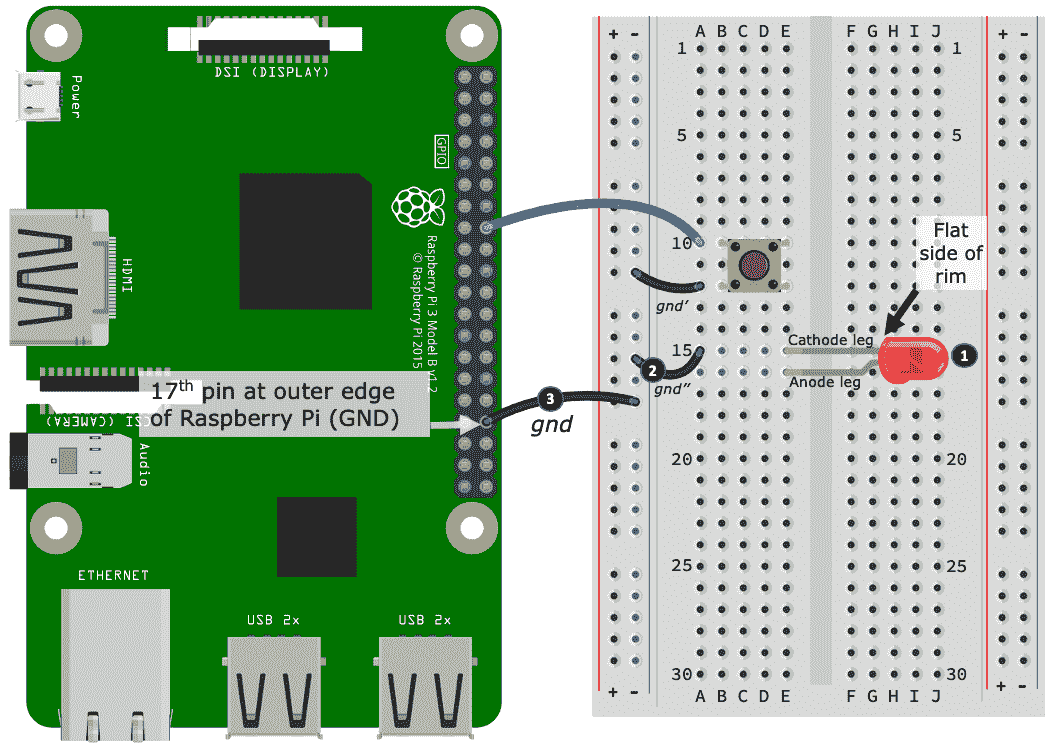 DSI (DISPLAY)
Power
GPIO
HDMI
Raspberry Pi 3 Model B v1.2
© Raspberry Pi 2015
17th pin at outer edge
of Raspberry Pi (GND)
CSI (CAMERA)
Audio
ETHERNET
USB 2x
USB 2x
3
gnd
+ - A B C D E F G H I J + -
1 1
5 5
10
gnd'
Flat
side of
rim
15
2
gnd"
Cathode leg
Anode leg
1
20 20
25 25
30 30
+ - A B C D E F G H I J + -